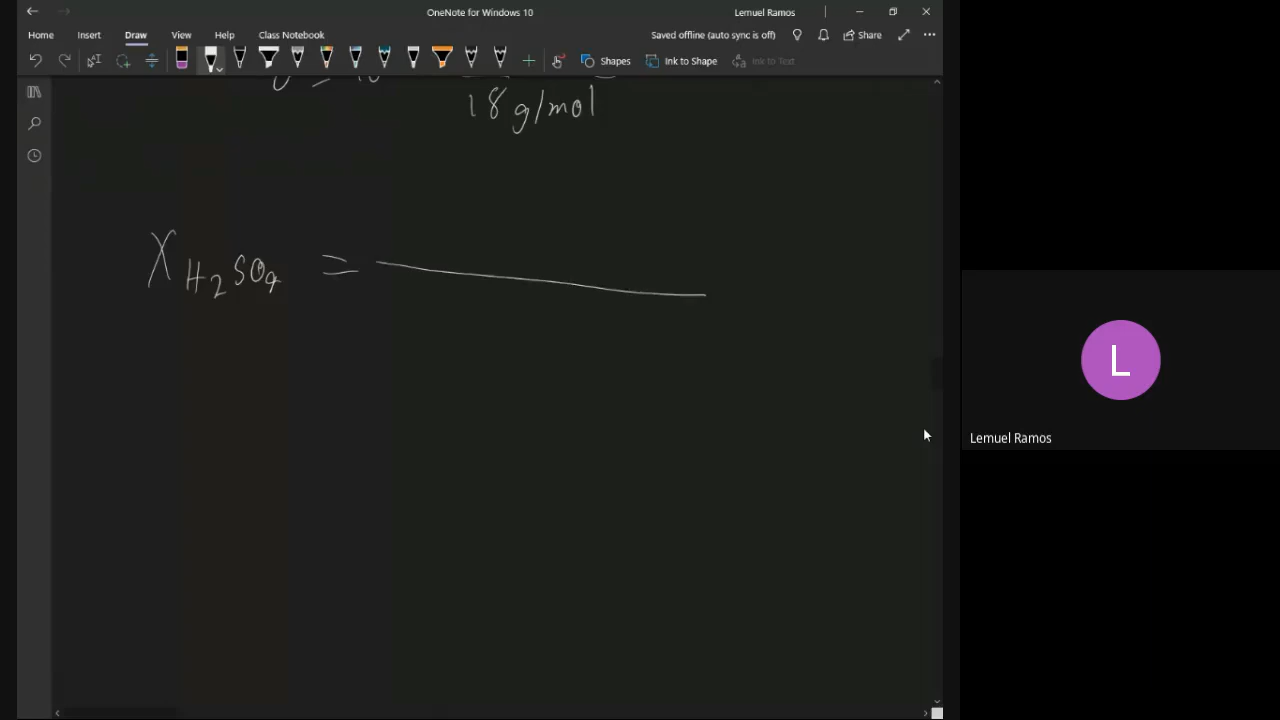 OneNote for Windows 10
Lemuel Ramos
Home Insert Draw View Help Class Notebook
Saved offline (auto sync is off)
Share
Shapes
Ink to Shape
Ink to Text
18 g/mol
X H2SO4 =
L
Lemuel Ramos